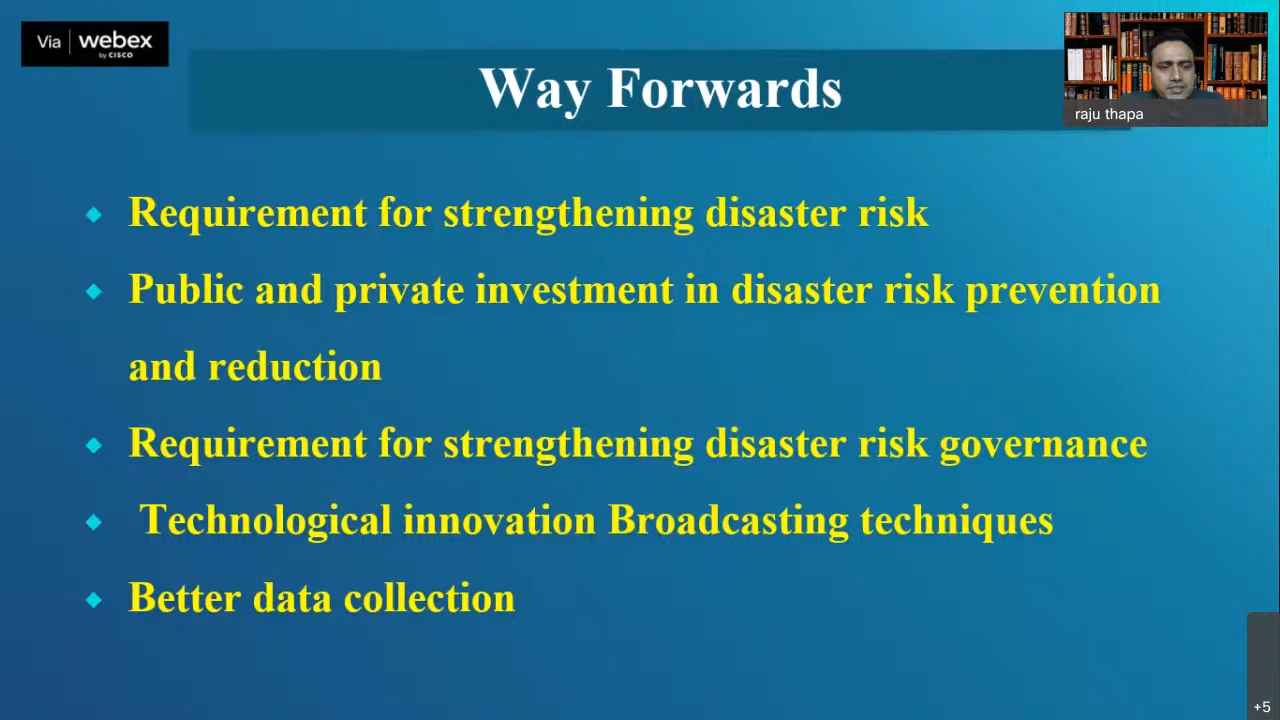 Via webex
by CISCO
Way Forwards
raju thapa
Requirement for strengthening disaster risk
Public and private investment in disaster risk prevention
and reduction
Requirement for strengthening disaster risk governance
Technological innovation Broadcasting techniques
Better data collection
+5